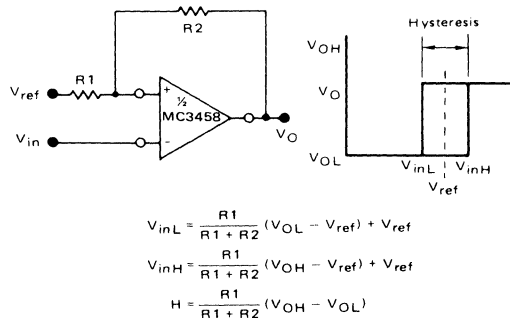 R2
Hysteresis
R1
VOH
Vref
+
½
MC3458
VO
VO
Vin
-
VOL
VinL
VinH
Vref
VinL = R1 / (R1 + R2) (VOL - Vref) + Vref
VinH = R1 / (R1 + R2) (VOH - Vref) + Vref
H = R1 / (R1 + R2) (VOH - VOL)